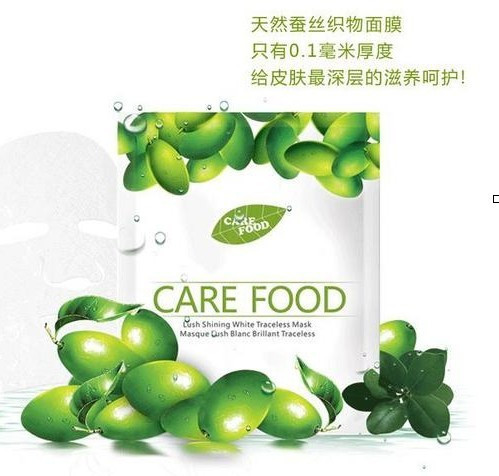 天然蚕丝织物面膜
只有0.1毫米厚度
给皮肤最深层的滋养呵护!
CARE
FOOD
CARE FOOD
Lush Shining White Traceless Mask
Masque Lush Blanc Brillant Traceless